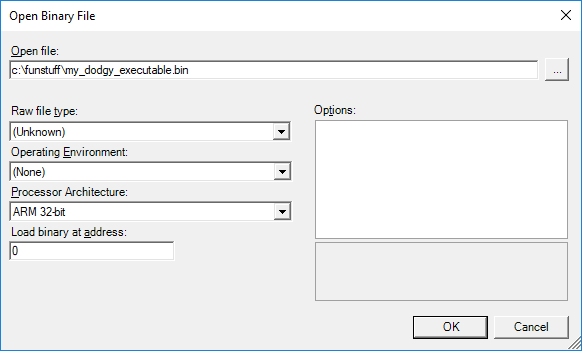 Open Binary File
Open file:
c:\funstuff\my_dodgy_executable.bin
...
Raw file type:
(Unknown)
Operating Environment:
(None)
Processor Architecture:
ARM 32-bit
Load binary at address:
0
Options:
OK
Cancel